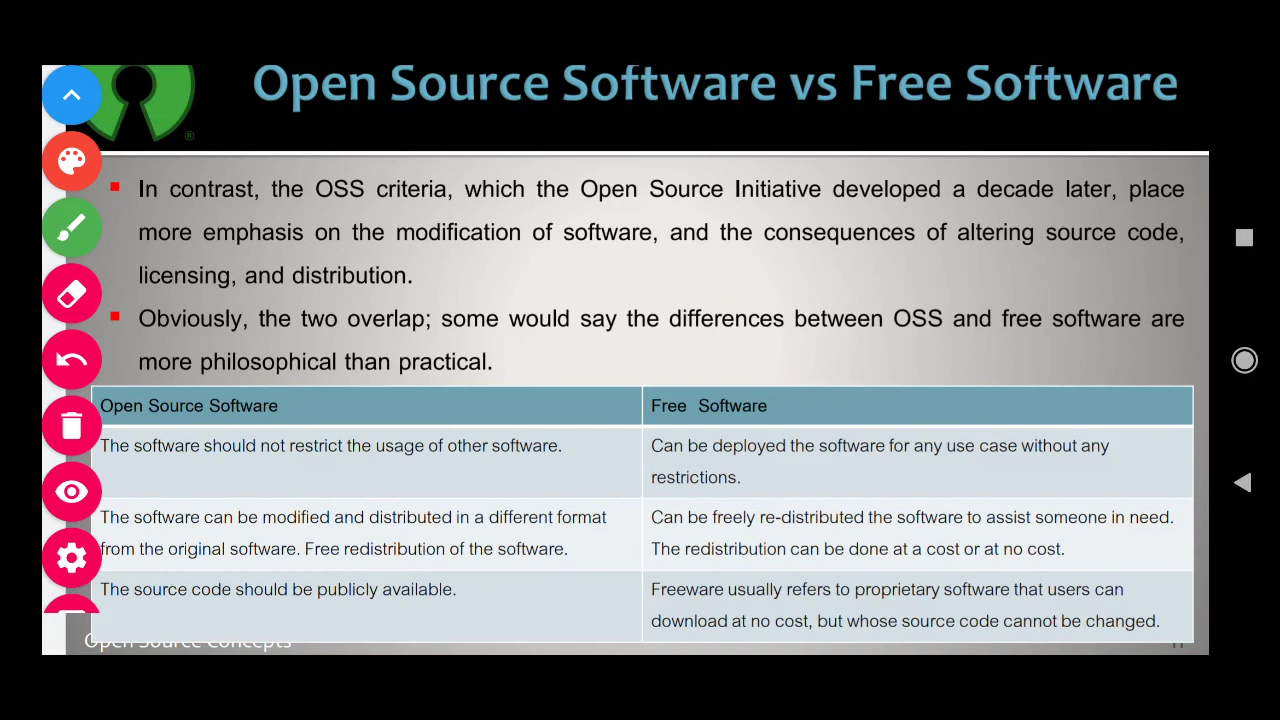 Open Source Software vs Free Software
®
In contrast, the OSS criteria, which the Open Source Initiative developed a decade later, place
more emphasis on the modification of software, and the consequences of altering source code,
licensing, and distribution.
Obviously, the two overlap; some would say the differences between OSS and free software are
more philosophical than practical.
Open Source Software
Free Software
The software should not restrict the usage of other software.
Can be deployed the software for any use case without any
restrictions.
The software can be modified and distributed in a different format
from the original software. Free redistribution of the software.
Can be freely re-distributed the software to assist someone in need.
The redistribution can be done at a cost or at no cost.
The source code should be publicly available.
Freeware usually refers to proprietary software that users can
download at no cost, but whose source code cannot be changed.
Open Source Concepts